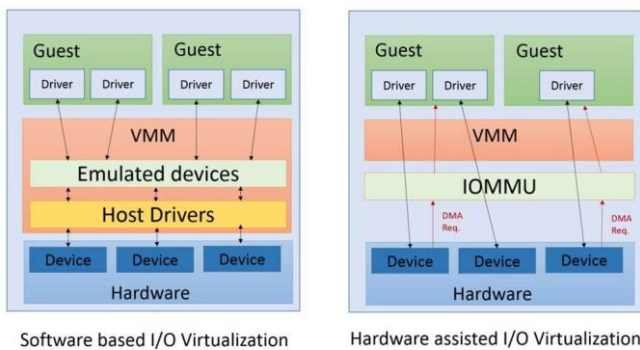 Guest
Guest
Driver
Driver
Driver
Driver
VMM
Emulated devices
Host Drivers
Device
Device
Device
Hardware
Software based I/O Virtualization
Guest
Guest
Driver
Driver
Driver
VMM
IOMMU
DMA
Req.
DMA
Req.
Device
Device
Device
Hardware
Hardware assisted I/O Virtualization